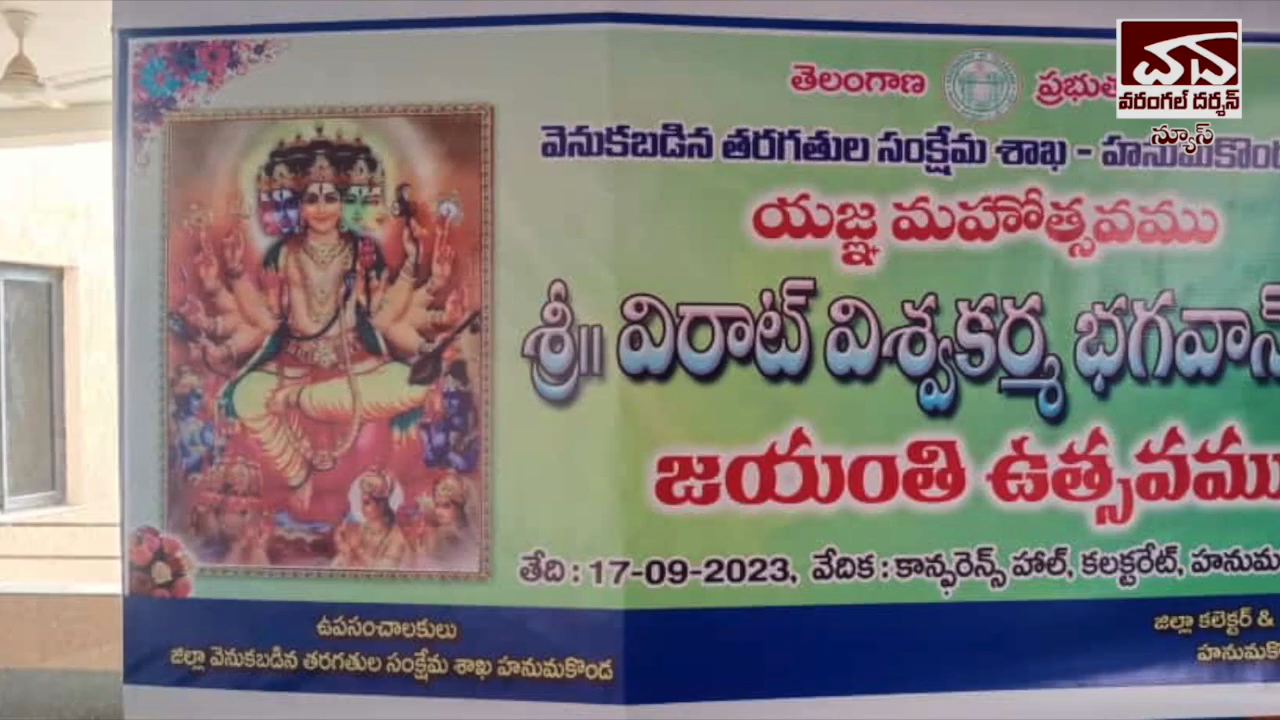 తెలంగాణ ప్రభుత
వెనుకబడిన తరగతుల సంక్షేమ శాఖ - హనుమకొండ
యజ్ఞ మహోత్సవము
శ్రీ॥ విరాట్ విశ్వకర్మ భగవాన్
జయంతి ఉత్సవము
తేది : 17-09-2023, వేదిక : కాన్ఫరెన్స్ హాల్, కలక్టరేట్, హనుమ
ఉపసంచాలకులు
జిల్లా వెనుకబడిన తరగతుల సంక్షేమ శాఖ హనుమకొండ
జిల్లా కలెక్టర్ &
హనుమకొ
వరంగల్ దర్శన్
న్యూస్